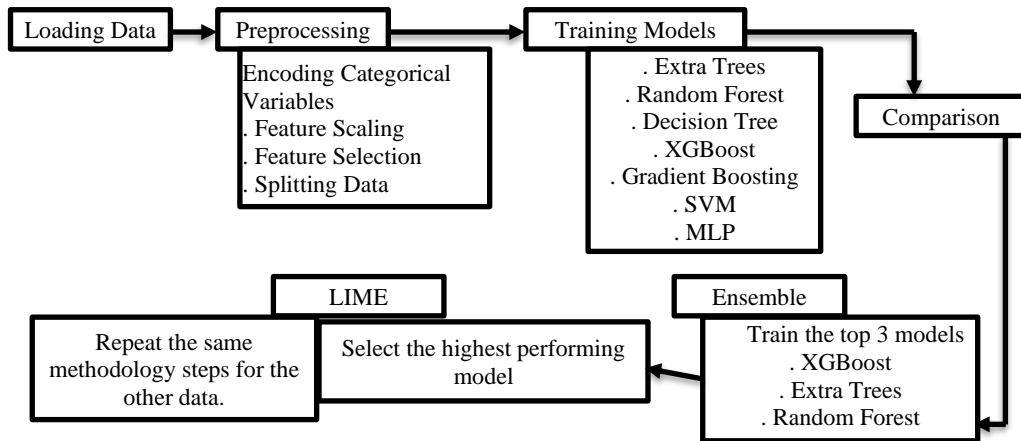 Loading Data
Preprocessing
Encoding Categorical
Variables
. Feature Scaling
. Feature Selection
. Splitting Data
Training Models
. Extra Trees
. Random Forest
. Decision Tree
. XGBoost
. Gradient Boosting
. SVM
. MLP
Comparison
Ensemble
Train the top 3 models
. XGBoost
. Extra Trees
. Random Forest
LIME
Select the highest performing
model
Repeat the same
methodology steps for the
other data.